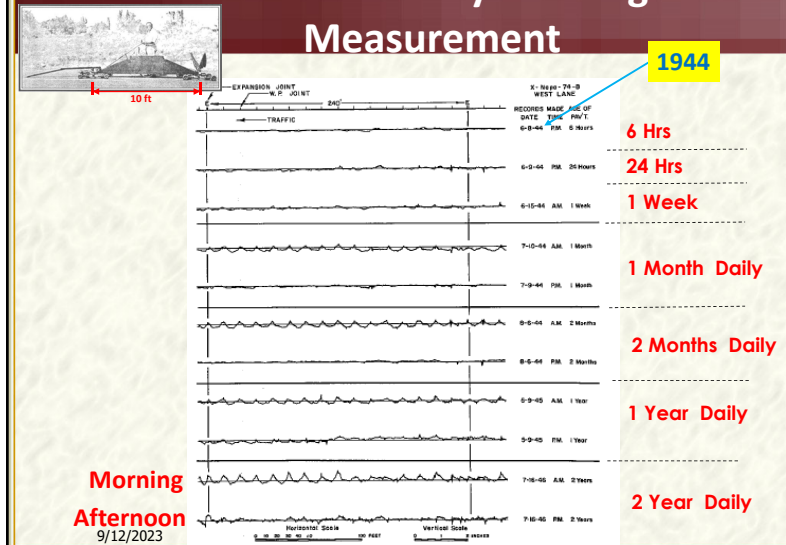 Measurement
1944
10 ft
EXPANSION JOINT
W.P. JOINT
240'
TRAFFIC
X-Napa-74-B
WEST LANE
RECORDS MADE AGE OF
DATE TIME PAV'T.
6-8-44 P.M. 6 Hours
6 Hrs
6-9-44 P.M. 24 Hours
24 Hrs
6-15-44 A.M. 1 Week
1 Week
7-10-44 A.M. 1 Month
1 Month Daily
7-9-44 P.M. 1 Month
A.M. 2 Months
2 Months Daily
8-6-44 P.M. 2 Months
5-9-45 A.M. 1 Year
1 Year Daily
5-9-45 P.M. 1 Year
Morning
7-16-46 A.M. 2 Years
2 Year Daily
Afternoon
7-16-46 P.M. 2 Years
9/12/2023
Horizontal Scale
Vertical Scale
FEET
INCHES